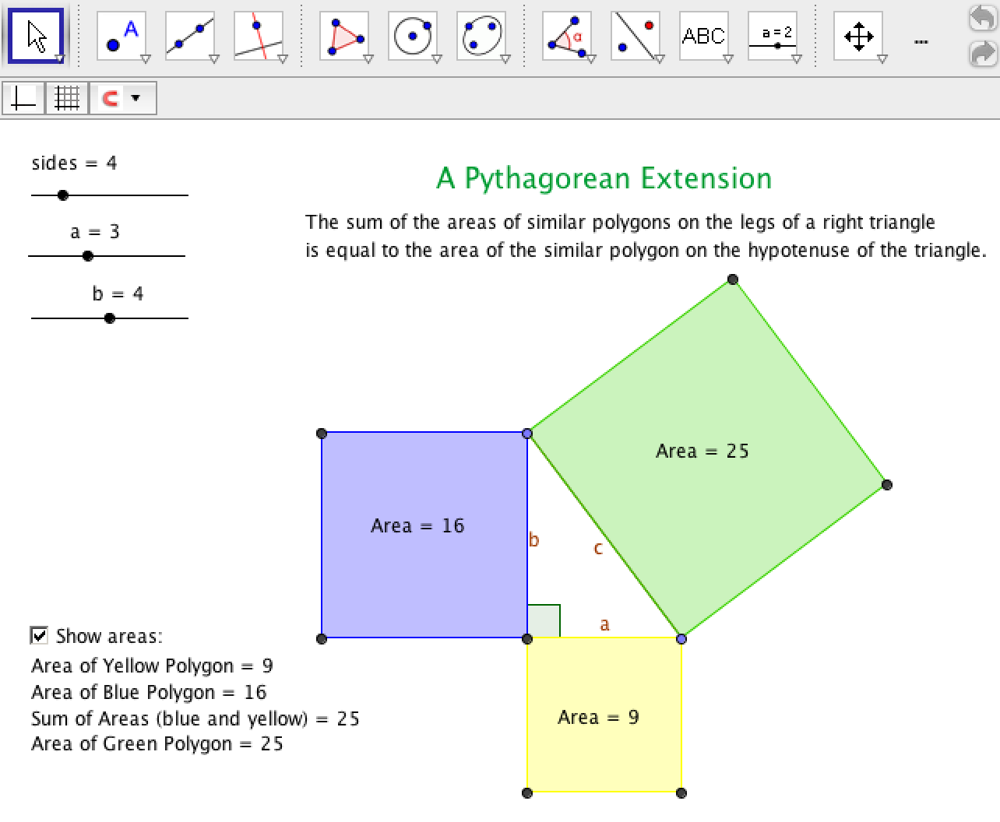 A
α
ABC
a=2
...
sides = 4
a = 3
b = 4
A Pythagorean Extension
The sum of the areas of similar polygons on the legs of a right triangle
is equal to the area of the similar polygon on the hypotenuse of the triangle.
Area = 25
Area = 16
b
c
a
Area = 9
Show areas:
Area of Yellow Polygon = 9
Area of Blue Polygon = 16
Sum of Areas (blue and yellow) = 25
Area of Green Polygon = 25